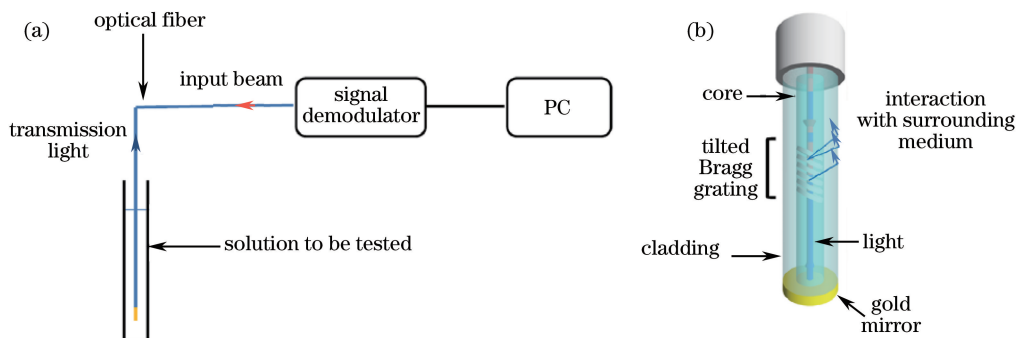 (a)
optical fiber
input beam
signal
demodulator
PC
transmission
light
solution to be tested
(b)
core
interaction
with surrounding
medium
tilted
Bragg
grating
cladding
light
gold
mirror